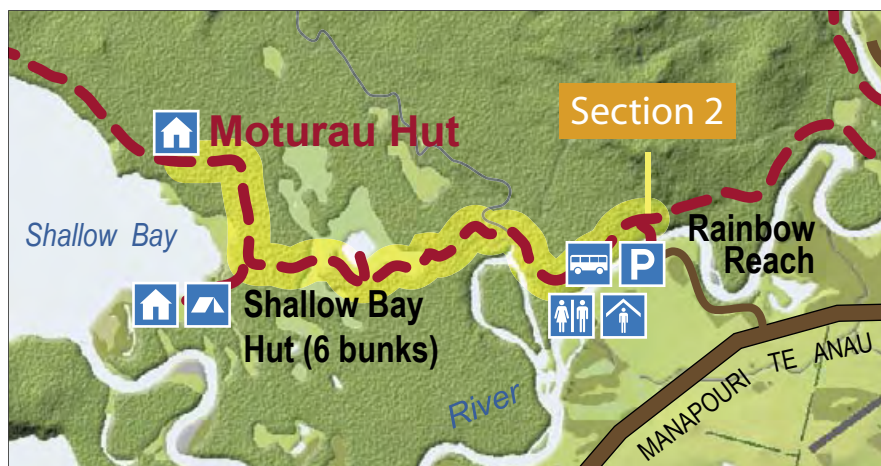 Section 2
Moturau Hut
Shallow Bay
Rainbow
Reach
P
Shallow Bay
Hut (6 bunks)
River
MANAPOURI TE ANAU